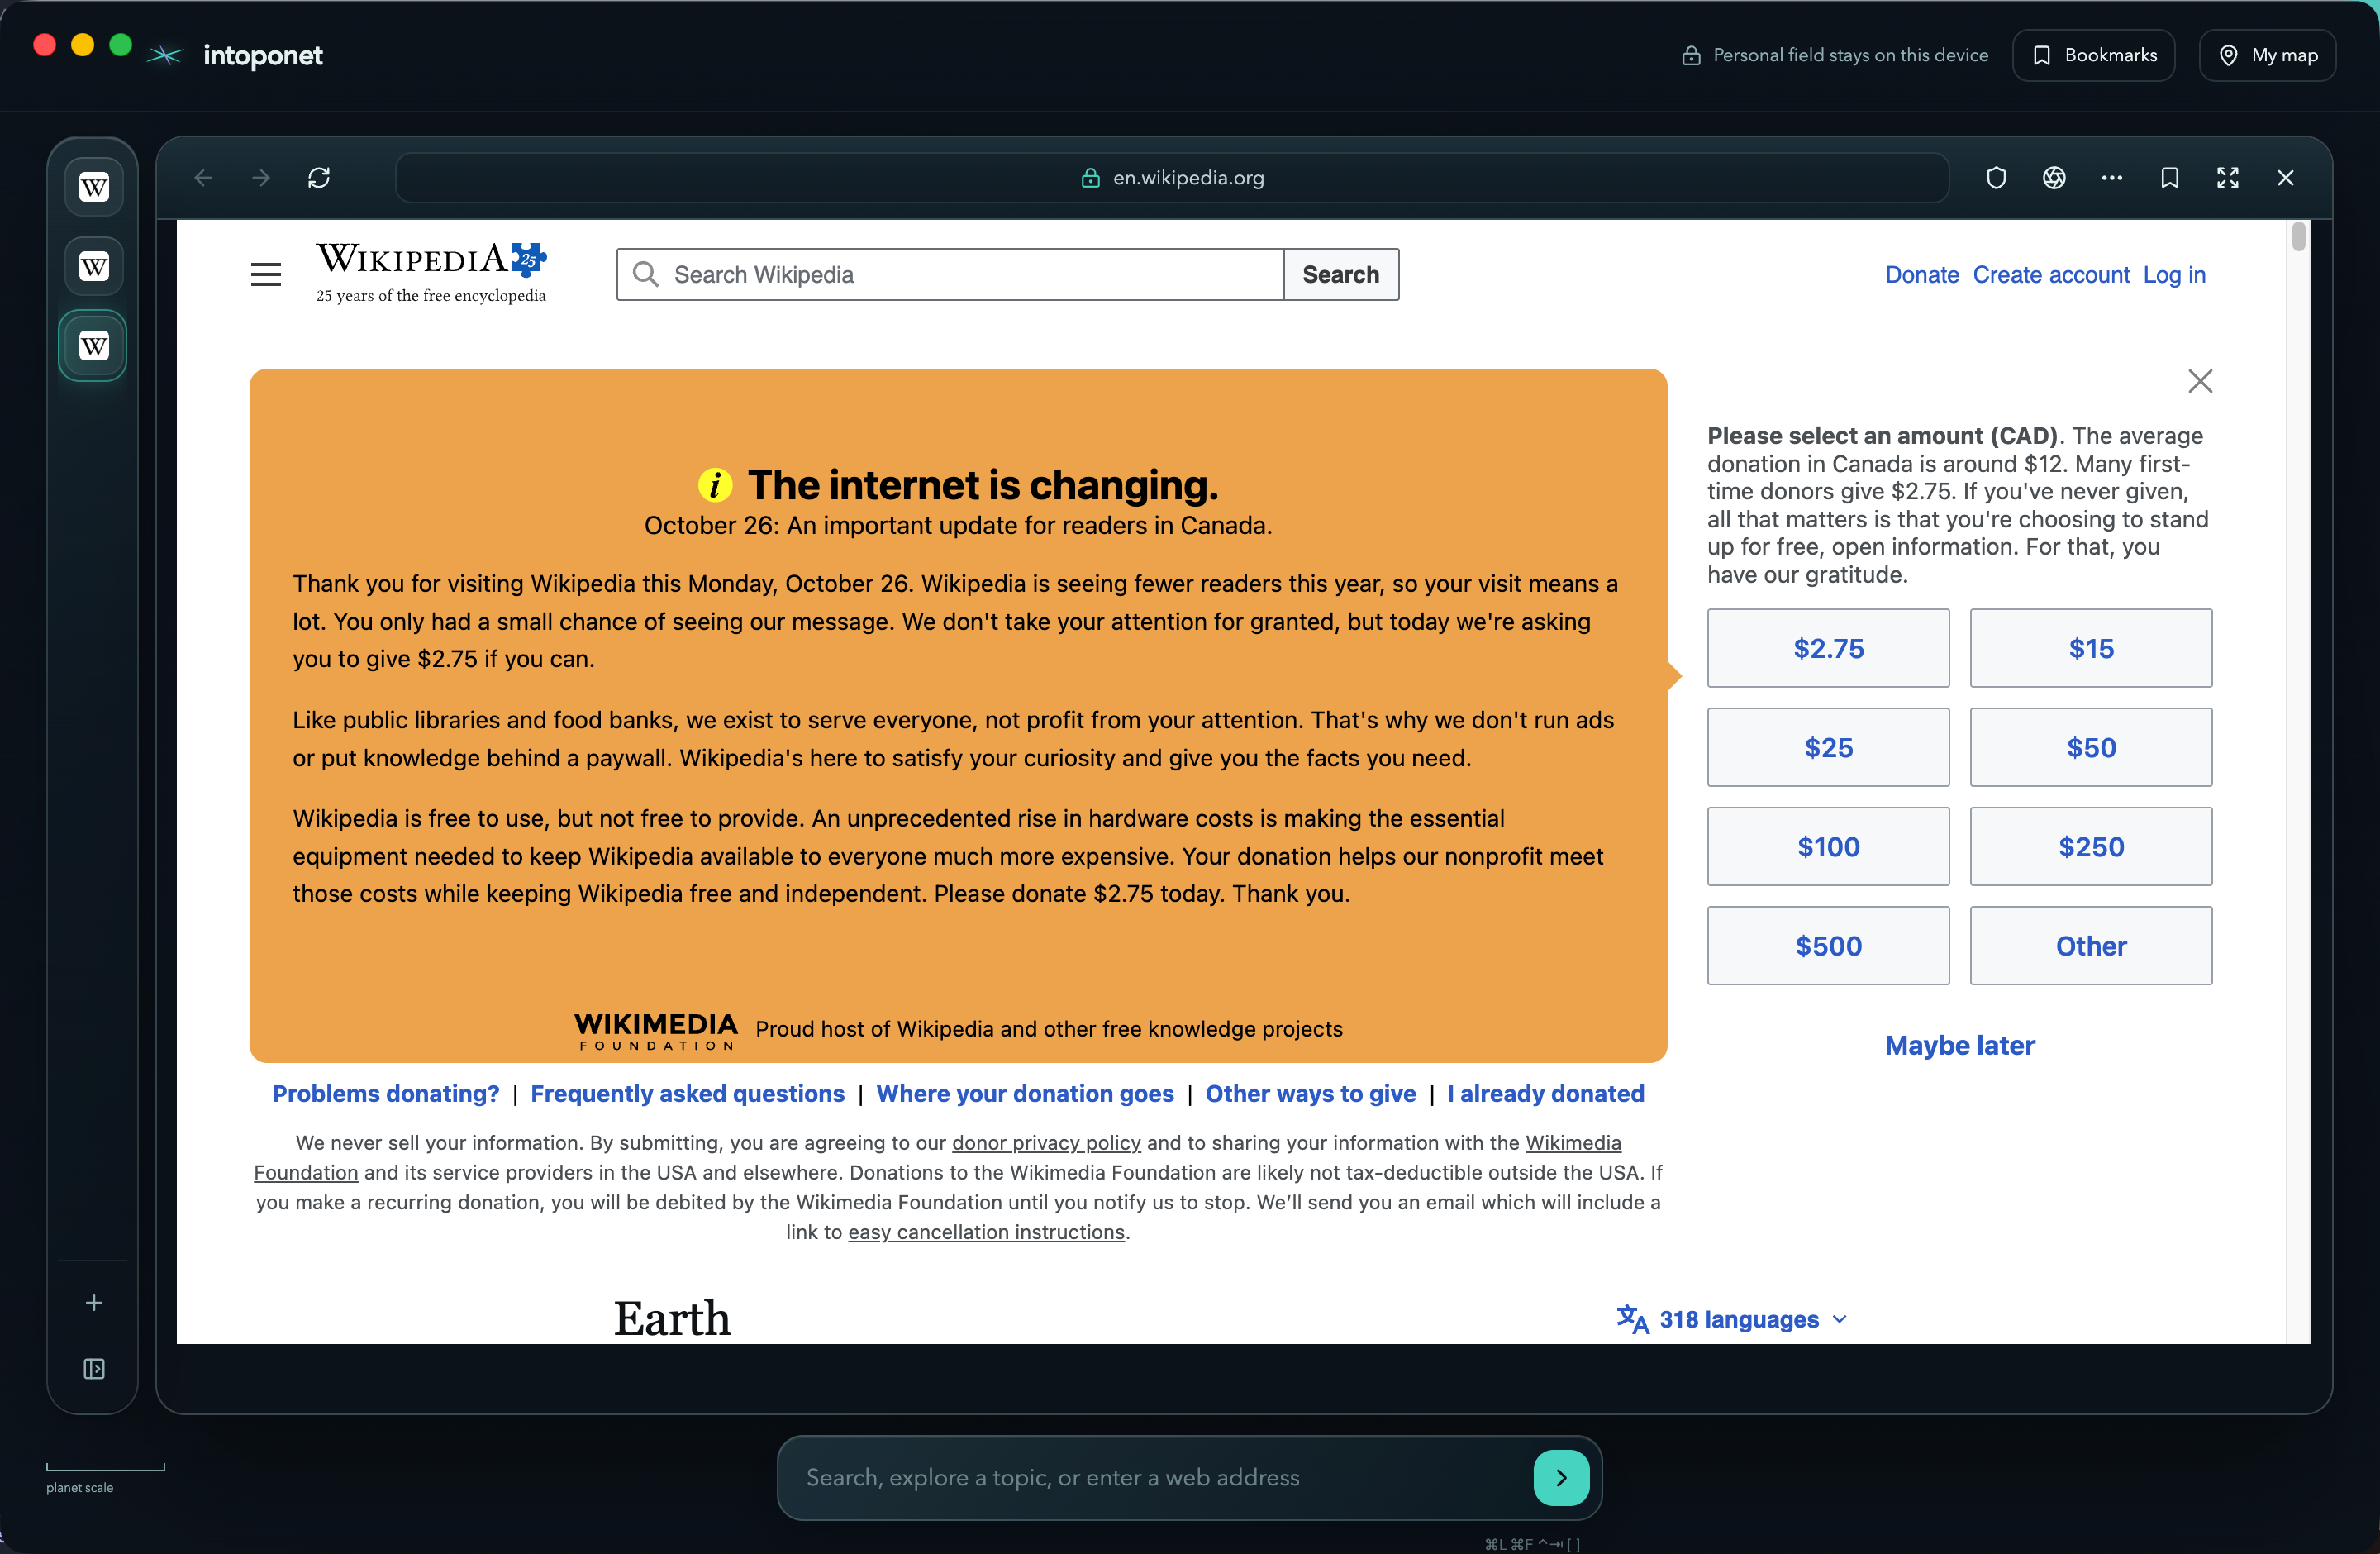 intoponet
Personal field stays on this device
Bookmarks
My map
W
W
W
en.wikipedia.org
WIKIPEDIA 25
25 years of the free encyclopedia
Search Wikipedia
Search
Donate Create account Log in
i The internet is changing.
October 26: An important update for readers in Canada.
Thank you for visiting Wikipedia this Monday, October 26. Wikipedia is seeing fewer readers this year, so your visit means a
lot. You only had a small chance of seeing our message. We don't take your attention for granted, but today we're asking
you to give $2.75 if you can.
Like public libraries and food banks, we exist to serve everyone, not profit from your attention. That's why we don't run ads
or put knowledge behind a paywall. Wikipedia's here to satisfy your curiosity and give you the facts you need.
Wikipedia is free to use, but not free to provide. An unprecedented rise in hardware costs is making the essential
equipment needed to keep Wikipedia available to everyone much more expensive. Your donation helps our nonprofit meet
those costs while keeping Wikipedia free and independent. Please donate $2.75 today. Thank you.
WIKIMEDIA
FOUNDATION
Proud host of Wikipedia and other free knowledge projects
Please select an amount (CAD). The average
donation in Canada is around $12. Many first-
time donors give $2.75. If you've never given,
all that matters is that you're choosing to stand
up for free, open information. For that, you
have our gratitude.
$2.75
$15
$25
$50
$100
$250
$500
Other
Maybe later
Problems donating? | Frequently asked questions | Where your donation goes | Other ways to give | I already donated
We never sell your information. By submitting, you are agreeing to our donor privacy policy and to sharing your information with the Wikimedia
Foundation and its service providers in the USA and elsewhere. Donations to the Wikimedia Foundation are likely not tax-deductible outside the USA. If
you make a recurring donation, you will be debited by the Wikimedia Foundation until you notify us to stop. We’ll send you an email which will include a
link to easy cancellation instructions.
Earth
318 languages
planet scale
Search, explore a topic, or enter a web address
⌘L ⌘F ^⇥ [ ]